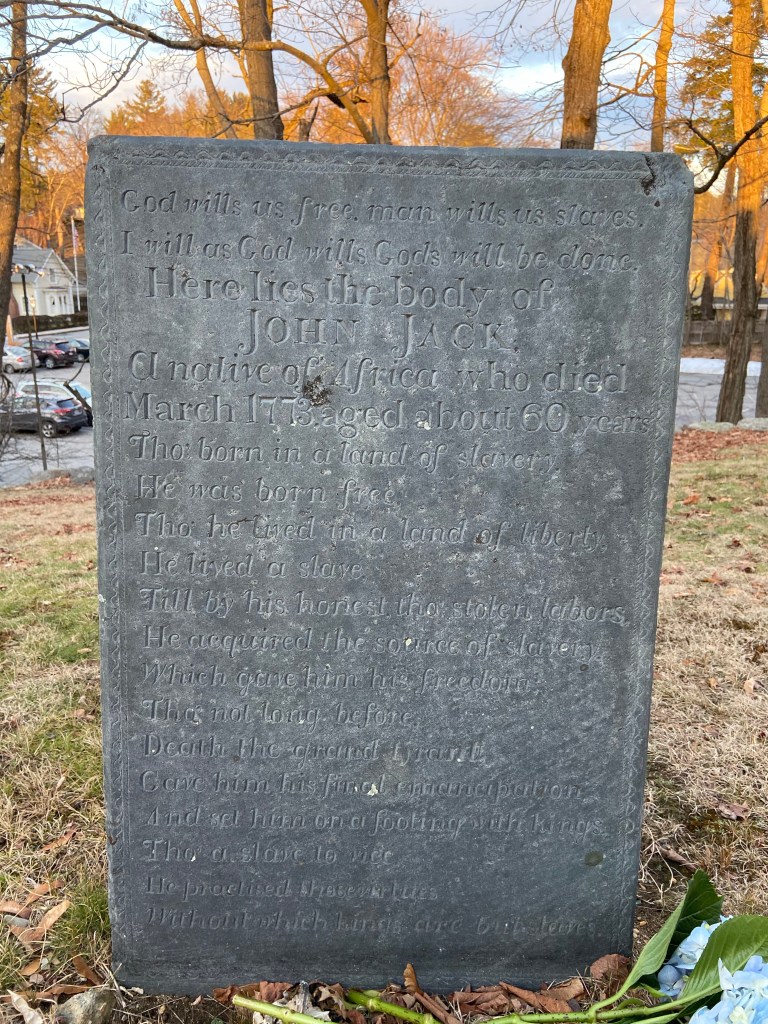 God wills us free, man wills us slaves.
I will as God wills Gods will be done.
Here lies the body of
JOHN JACK.
A native of Africa who died
March 1773, aged about 60 years
Tho' born in a land of slavery,
He was born free.
Tho' he lived in a land of liberty,
He lived a slave,
Till by his honest, tho' stolen labors,
He acquired the source of slavery,
Which gave him his freedom;
Tho' not long before,
Death the grand tyrant,
Gave him his final emancipation,
And set him on a footing with kings.
Tho' a slave to vice
He practised those virtues
Without which kings are but slaves.